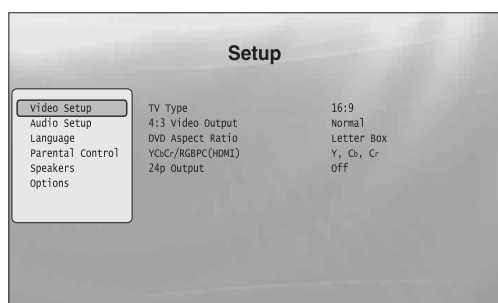 Setup
Video Setup TV Type 16:9
Audio Setup 4:3 Video Output Normal
Language DVD Aspect Ratio Letter Box
Parental Control YCbCr/RGBPC(HDMI) Y, Cb, Cr
Speakers 24p Output Off
Options